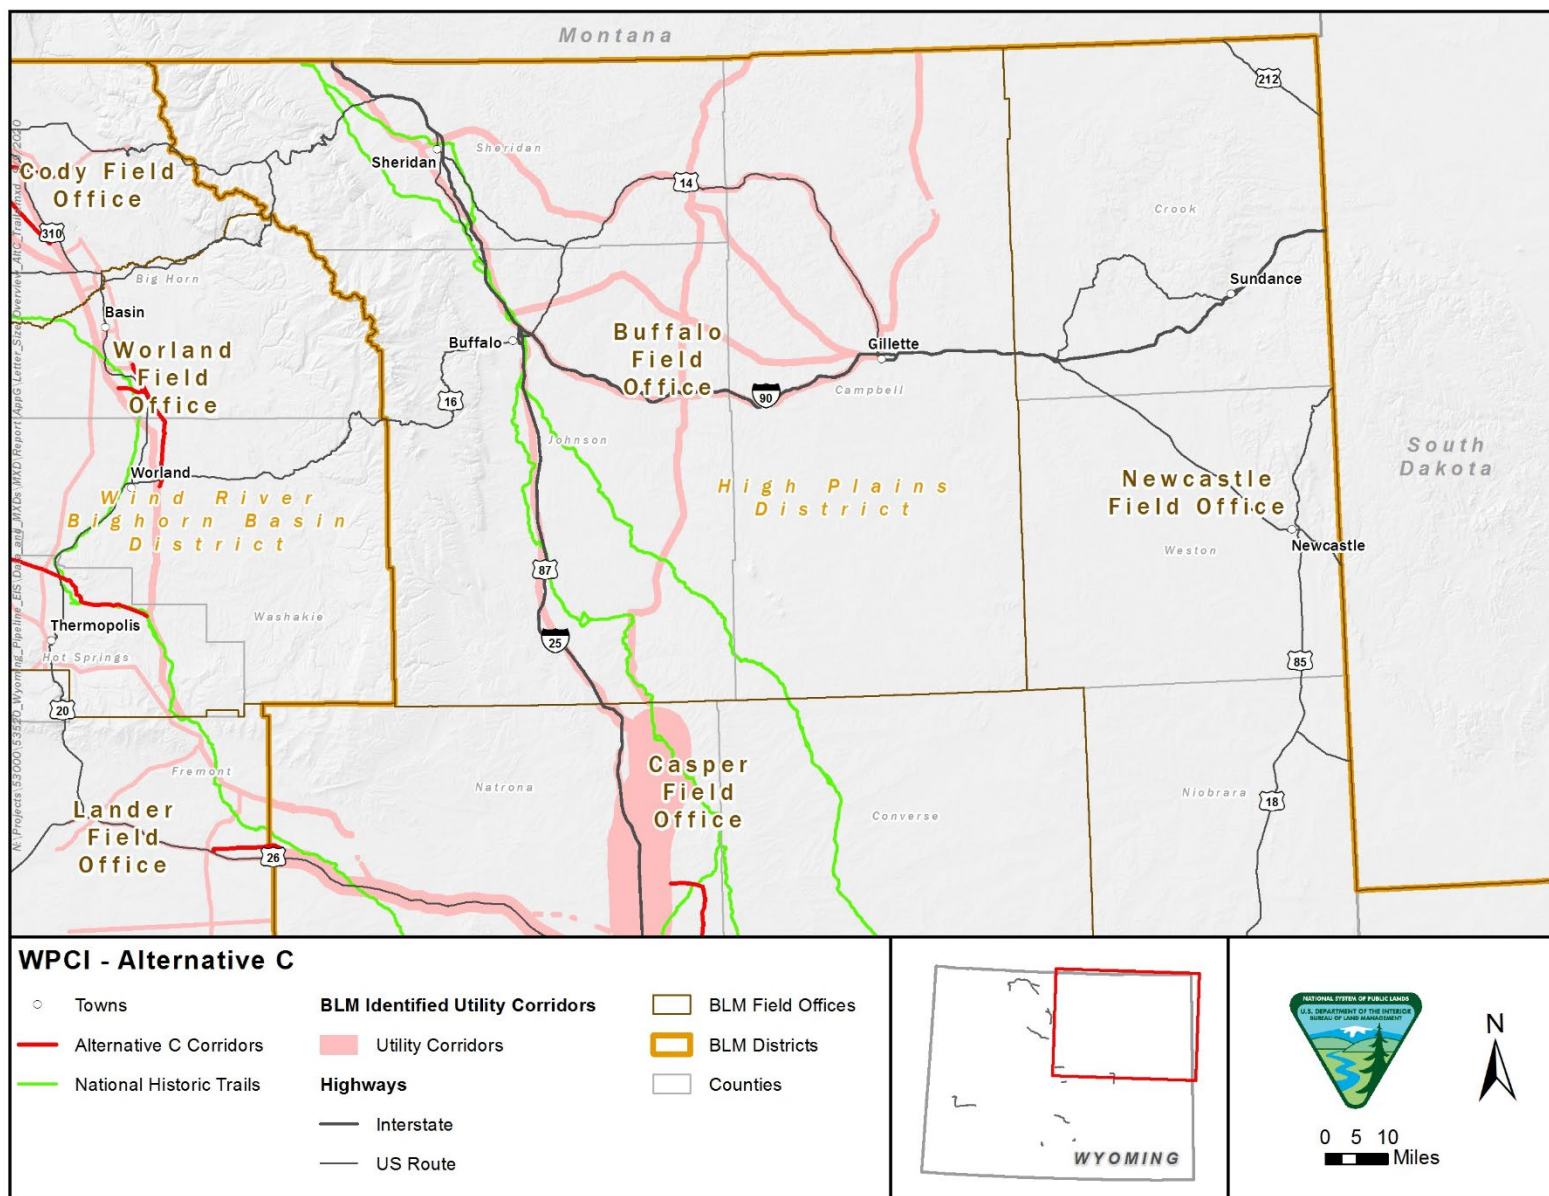 Montana
212
Sheridan
Sheridan
Cody Field
Office
14
Crook
310
Big Horn
Sundance
Basin
Buffalo
Buffalo
Field
Office
Gillette
Worland
Field
Office
16
90
Campbell
Johnson
South
Dakota
Worland
Wind River
Bighorn Basin
District
High Plains
District
Newcastle
Field Office
Newcastle
Weston
87
Washakie
Thermopolis
25
Hot Springs
85
20
Casper
Field
Office
Fremont
Natrona
Niobrara
18
Lander
Field
Office
Converse
26
WPCI - Alternative C
Towns
Alternative C Corridors
National Historic Trails
BLM Identified Utility Corridors
Utility Corridors
Highways
Interstate
US Route
BLM Field Offices
BLM Districts
Counties
WYOMING
NATIONAL SYSTEM OF PUBLIC LANDS
U.S. DEPARTMENT OF THE INTERIOR
BUREAU OF LAND MANAGEMENT
N
0 5 10
Miles